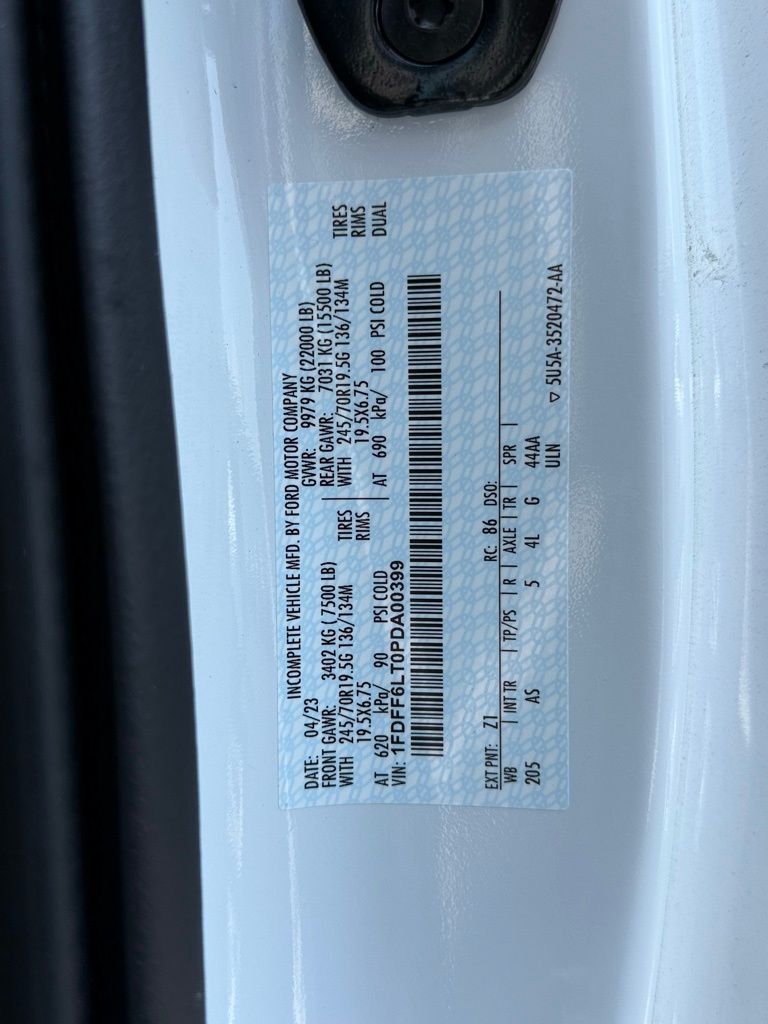 INCOMPLETE VEHICLE MFD. BY FORD MOTOR COMPANY
DATE: 04/23 GVWR: 9979 KG (22000 LB)
FRONT GAWR: 3402 KG ( 7500 LB) REAR GAWR: 7031 KG (15500 LB)
WITH 245/70R19.5G 136/134M TIRES WITH 245/70R19.5G 136/134M TIRES
19.5X6.75 RIMS 19.5X6.75 RIMS
AT 620 kPa/ 90 PSI COLD AT 690 kPa/ 100 PSI COLD DUAL
VIN: 1FDFF6LT0PDA00399
EXT PNT: Z1 RC: 86 DSO:
WB | INT TR | TP/PS | R | AXLE | TR | SPR |
205 AS 5 4L G 44AA
ULN
▽ 5U5A-3520472-AA